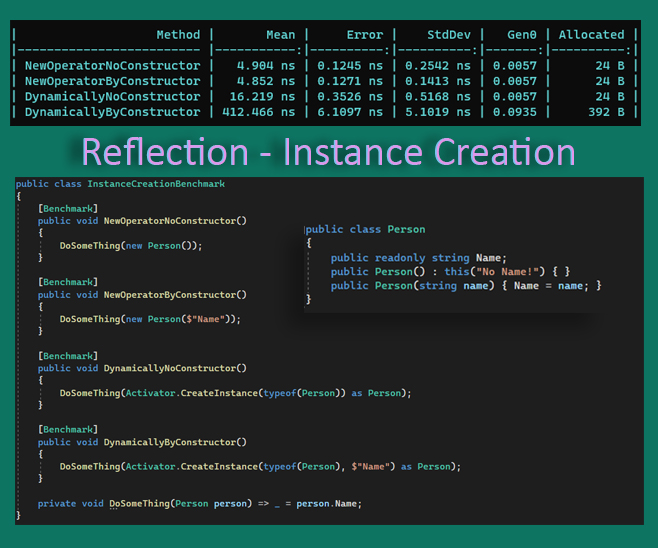 |                   Method |       Mean |     Error |    StdDev |   Gen0 | Allocated |
|------------------------- |-----------:|----------:|----------:|-------:|----------:|
| NewOperatorNoConstructor |   4.904 ns | 0.1245 ns | 0.2542 ns | 0.0057 |      24 B |
| NewOperatorByConstructor |   4.852 ns | 0.1271 ns | 0.1413 ns | 0.0057 |      24 B |
| DynamicallyNoConstructor |  16.219 ns | 0.3526 ns | 0.5168 ns | 0.0057 |      24 B |
| DynamicallyByConstructor | 412.466 ns | 6.1097 ns | 5.1019 ns | 0.0935 |     392 B |
Reflection - Instance Creation
public class InstanceCreationBenchmark
{
[Benchmark]
public void NewOperatorNoConstructor()
{
DoSomeThing(new Person());
}
[Benchmark]
public void NewOperatorByConstructor()
{
DoSomeThing(new Person($"Name"));
}
[Benchmark]
public void DynamicallyNoConstructor()
{
DoSomeThing(Activator.CreateInstance(typeof(Person)) as Person);
}
[Benchmark]
public void DynamicallyByConstructor()
{
DoSomeThing(Activator.CreateInstance(typeof(Person), $"Name") as Person);
}
private void DoSomeThing(Person person) => _ = person.Name;
}
public class Person
{
public readonly string Name;
public Person() : this("No Name!") { }
public Person(string name) { Name = name; }
}